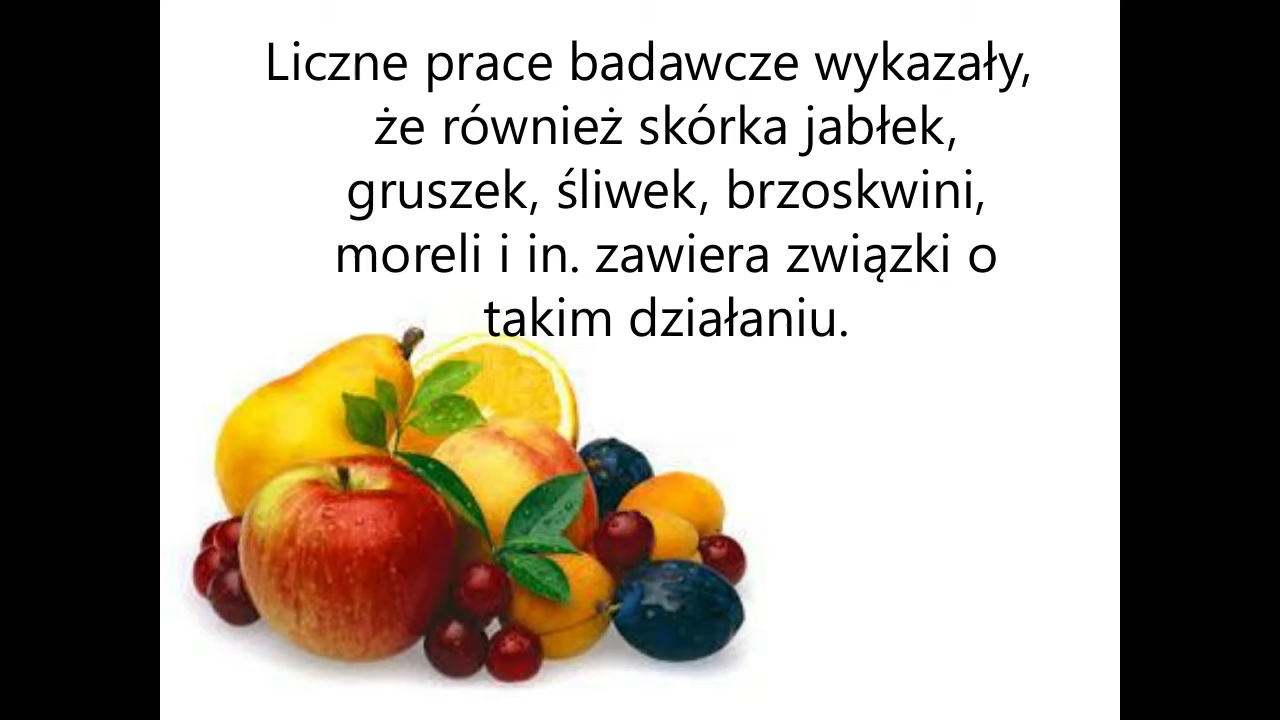 Liczne prace badawcze wykazały,
że również skórka jabłek,
gruszek, śliwek, brzoskwini,
moreli i in. zawiera związki o
takim działaniu.